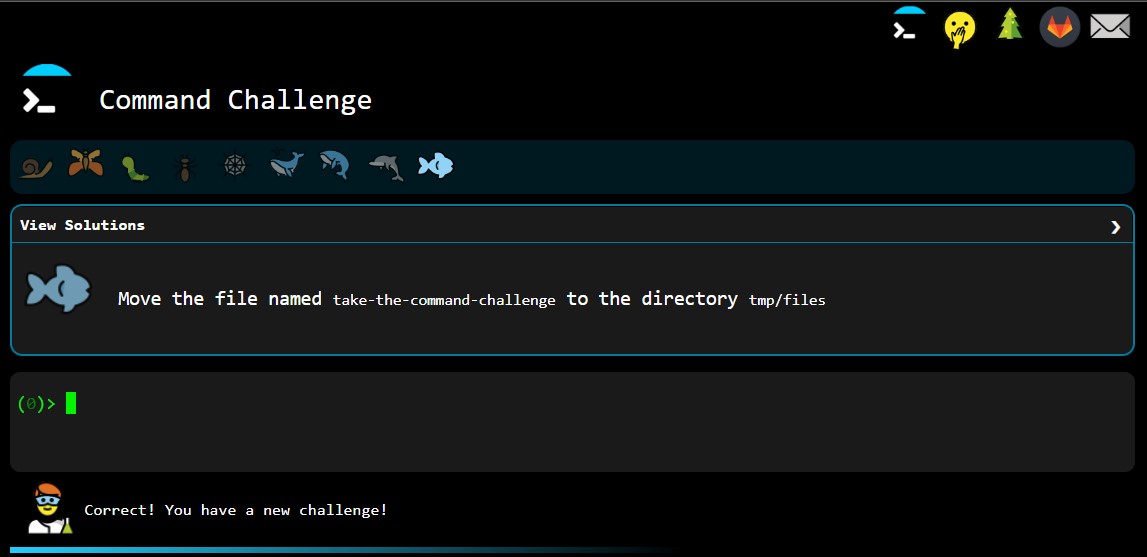 Command Challenge
View Solutions
Move the file named take-the-command-challenge to the directory tmp/files
(0)>
Correct! You have a new challenge!